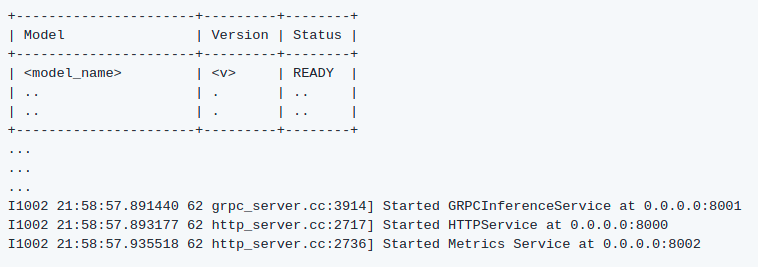 +----------------------+---------+--------+
| Model                | Version | Status |
+----------------------+---------+--------+
| <model_name>         | <v>     | READY  |
| ..                   | .       | ..     |
| ..                   | .       | ..     |
+----------------------+---------+--------+
...
...
...
I1002 21:58:57.891440 62 grpc_server.cc:3914] Started GRPCInferenceService at 0.0.0.0:8001
I1002 21:58:57.893177 62 http_server.cc:2717] Started HTTPService at 0.0.0.0:8000
I1002 21:58:57.935518 62 http_server.cc:2736] Started Metrics Service at 0.0.0.0:8002